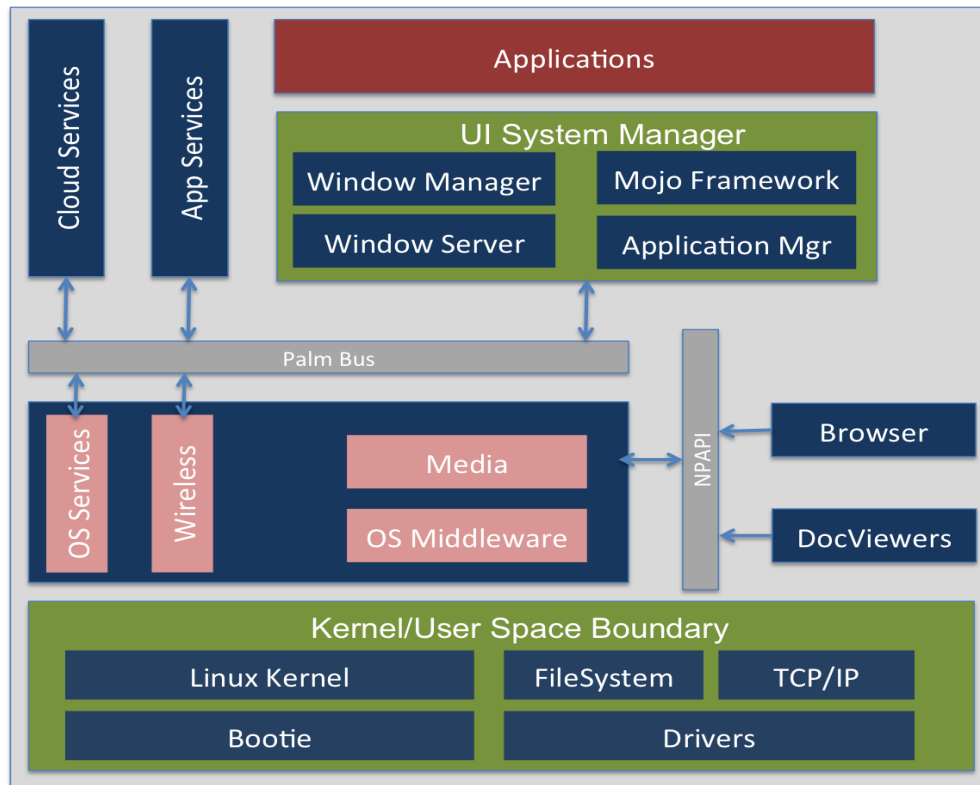 Cloud Services
App Services
Applications
UI System Manager
Window Manager
Mojo Framework
Window Server
Application Mgr
Palm Bus
OS Services
Wireless
Media
OS Middleware
NPAPI
Browser
DocViewers
Kernel/User Space Boundary
Linux Kernel
FileSystem
TCP/IP
Bootie
Drivers